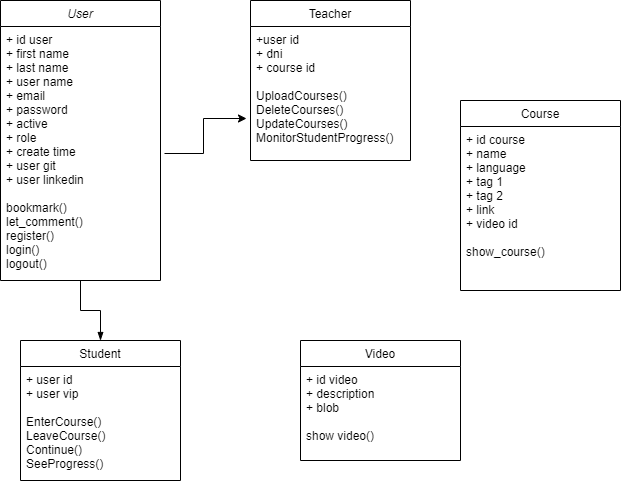 User
+ id user
+ first name
+ last name
+ user name
+ email
+ password
+ active
+ role
+ create time
+ user git
+ user linkedin
bookmark()
let_comment()
register()
login()
logout()
Teacher
+user id
+ dni
+ course id
UploadCourses()
DeleteCourses()
UpdateCourses()
MonitorStudentProgress()
Course
+ id course
+ name
+ language
+ tag 1
+ tag 2
+ link
+ video id
show_course()
Student
+ user id
+ user vip
EnterCourse()
LeaveCourse()
Continue()
SeeProgress()
Video
+ id video
+ description
+ blob
show video()